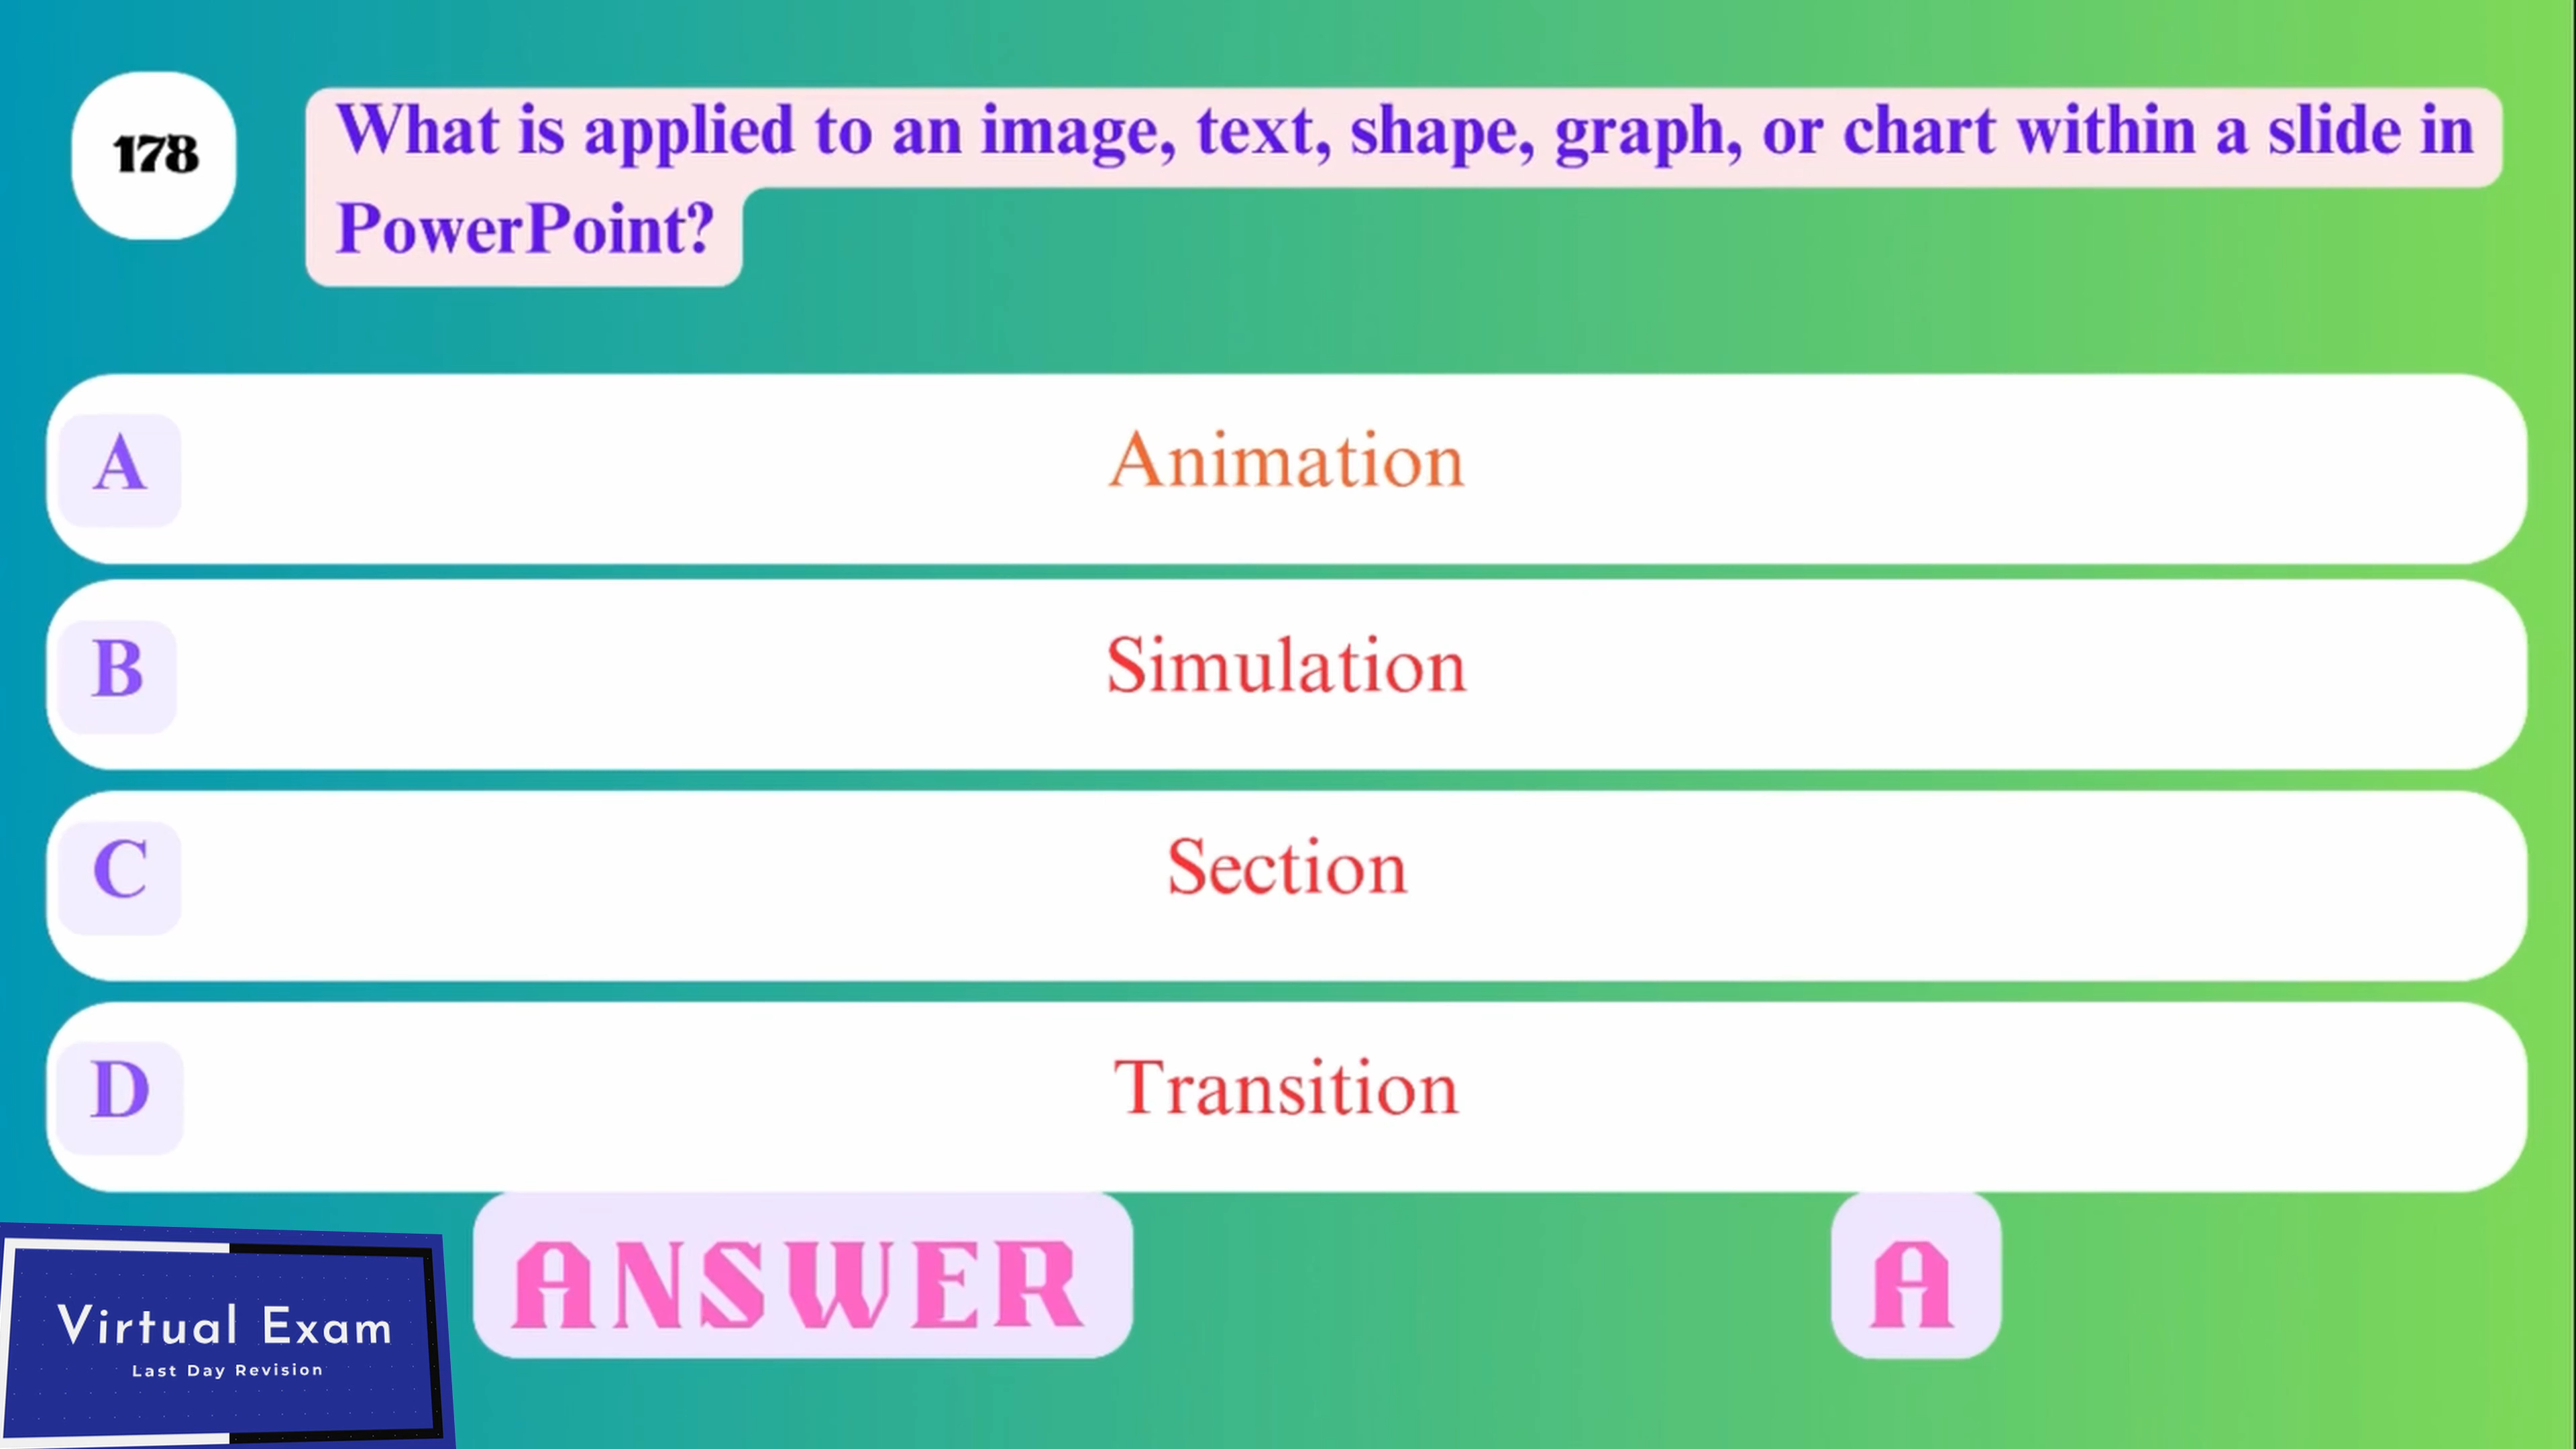 178
What is applied to an image, text, shape, graph, or chart within a slide in
PowerPoint?
A
Animation
B
Simulation
C
Section
D
Transition
ANSWER
A
Virtual Exam
Last Day Revision